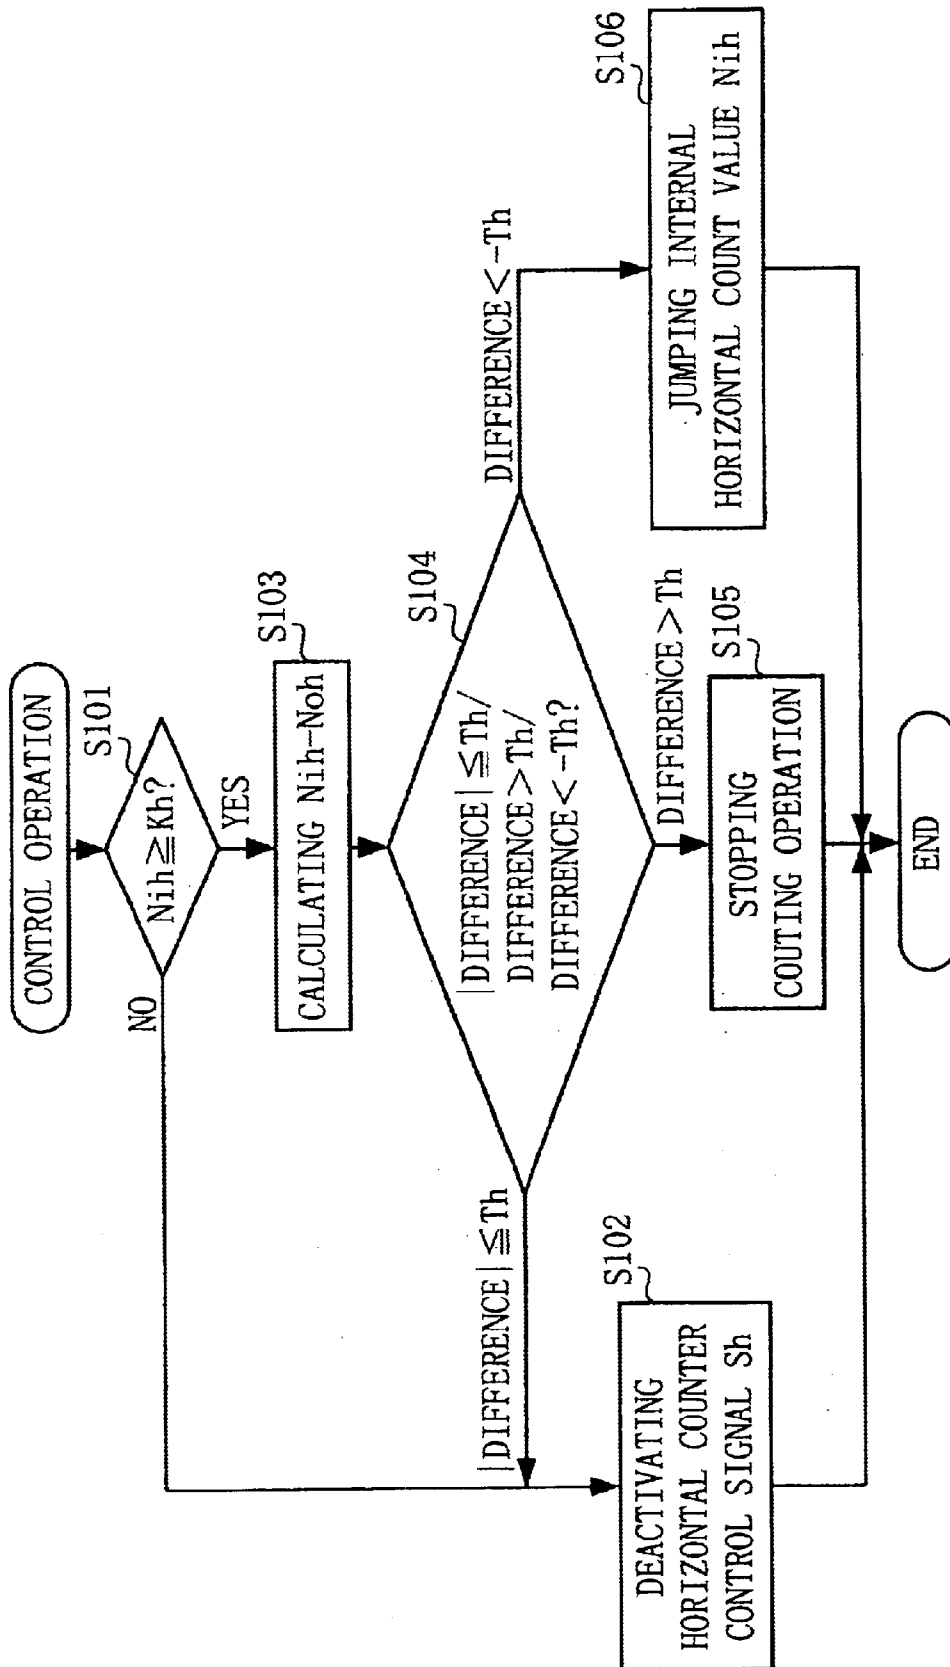 CONTROL OPERATION
S101
Nih≧Kh?
NO
YES
S103
CALCULATING Nih-Noh
S104
|DIFFERENCE|≦Th/
DIFFERENCE>Th/
DIFFERENCE<-Th?
|DIFFERENCE|≦Th
DIFFERENCE>Th
DIFFERENCE<-Th
S102
DEACTIVATING
HORIZONTAL COUNTER
CONTROL SIGNAL Sh
S105
STOPPING
COUTING OPERATION
S106
JUMPING INTERNAL
HORIZONTAL COUNT VALUE Nih
END